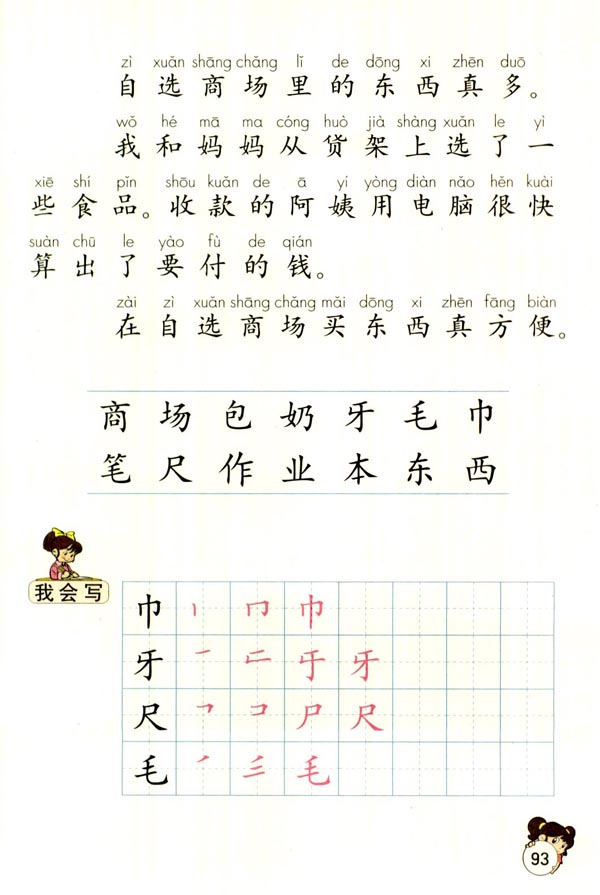 zì xuǎn shāng chǎng lǐ de dōng xi zhēn duō
自选商场里的东西真多。
wǒ hé mā ma cóng huò jià shàng xuǎn le yì
我和妈妈从货架上选了一
xiē shí pǐn shōu kuǎn de ā yí yòng diàn nǎo hěn kuài
些食品。收款的阿姨用电脑很快
suàn chū le yào fù de qián
算出了要付的钱。
zài zì xuǎn shāng chǎng mǎi dōng xi zhēn fāng biàn
在自选商场买东西真方便。
商场包奶牙毛巾
笔尺作业本东西
我会写
巾 丨 冂 巾
牙 一 二 于 牙
尺 ㇕ コ 尸 尺
毛 ノ 彡 毛
93